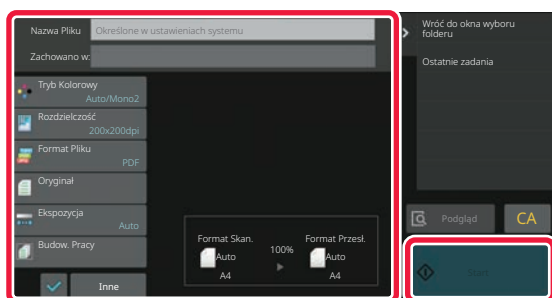 Nazwa Pliku
Określone w ustawieniach systemu
Zachowano w:
Tryb Kolorowy
Auto/Mono2
Rozdzielczość
200x200dpi
Format Pliku
PDF
Oryginał
Ekspozycja
Auto
Budow. Pracy
Inne
Format Skan.
Auto
A4
100%
Format Przesł.
Auto
A4
Wróć do okna wyboru
folderu
Ostatnie zadania
Podgląd
CA
Start